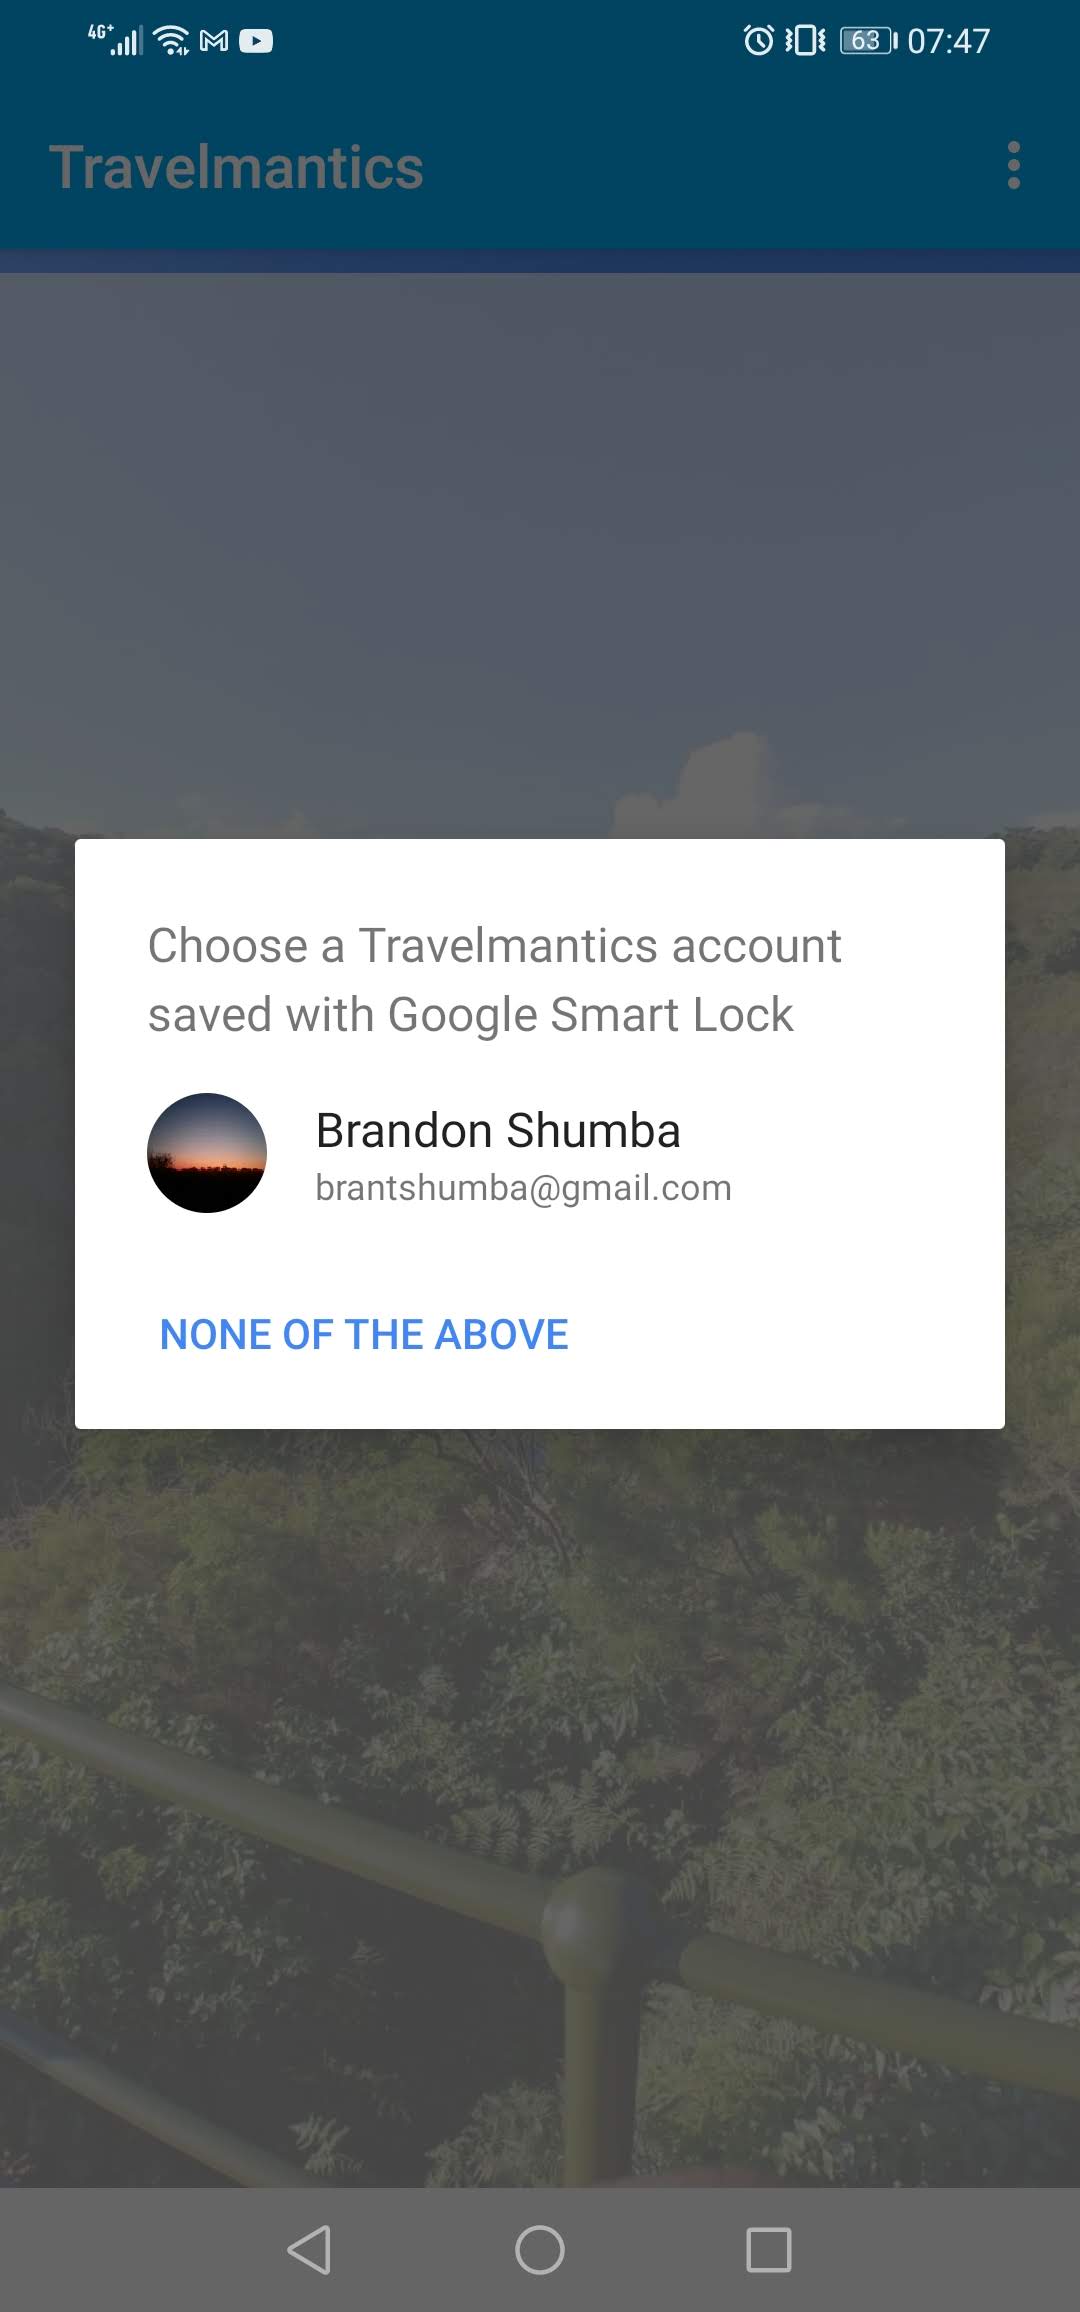 4G+ 63 07:47
Travelmantics
Choose a Travelmantics account
saved with Google Smart Lock
Brandon Shumba
brantshumba@gmail.com
NONE OF THE ABOVE